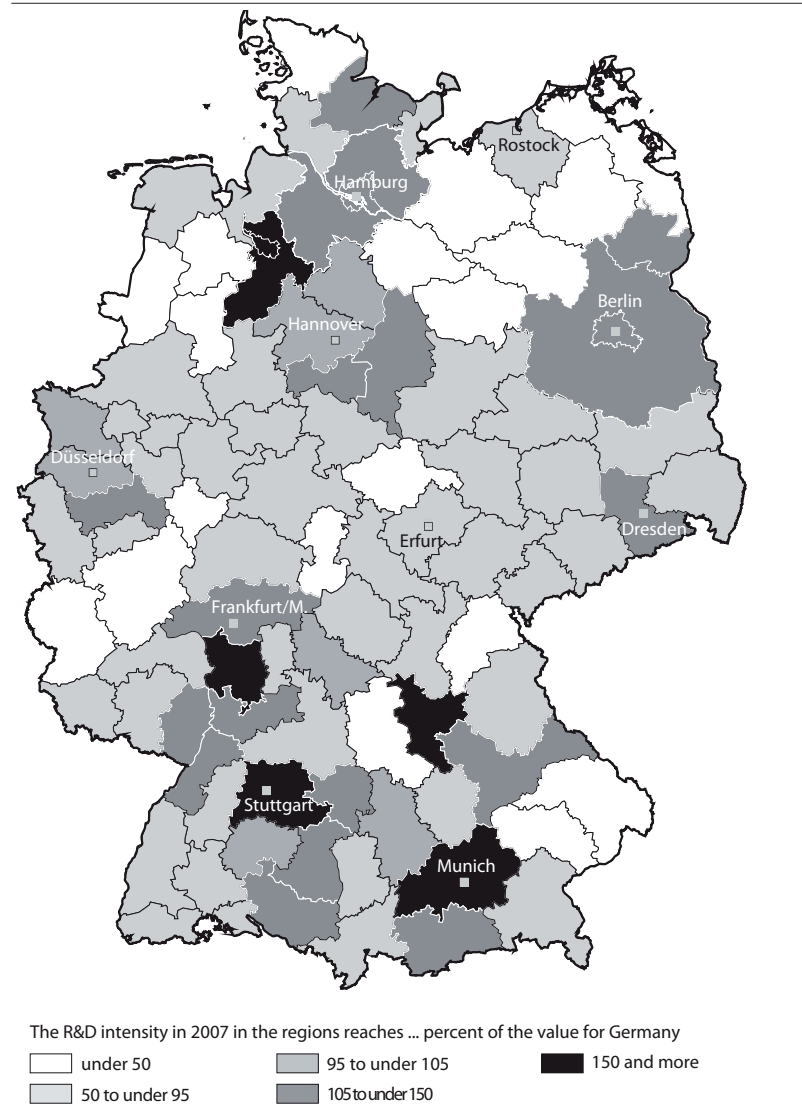 Rostock
Hamburg
Berlin
Hannover
Düsseldorf
Dresden
Erfurt
Frankfurt/M.
Stuttgart
Munich
The R&D intensity in 2007 in the regions reaches ... percent of the value for Germany
under 50
95 to under 105
150 and more
50 to under 95
105 to under 150